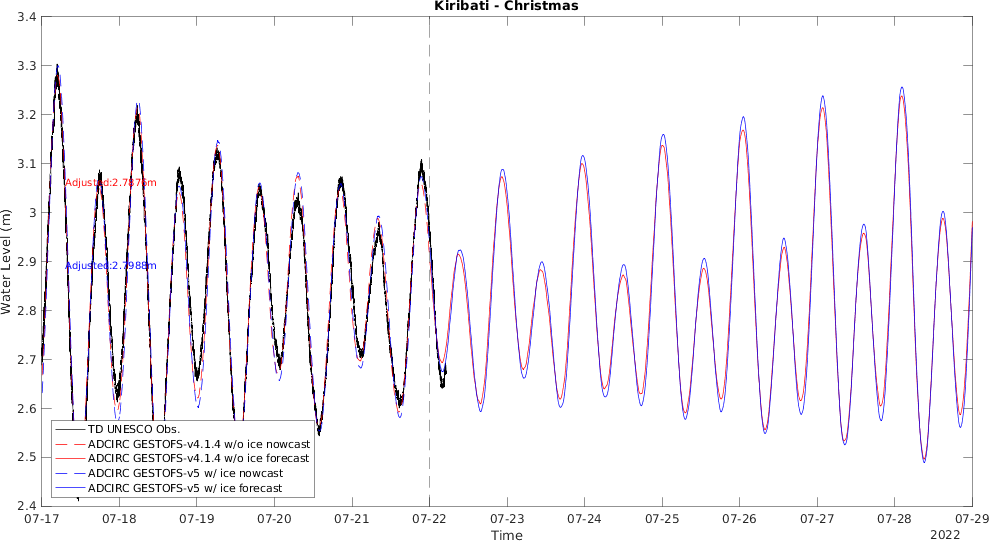 Kiribati - Christmas
3.4
3.3
3.2
3.1
3
2.9
2.8
2.7
2.6
2.5
2.4
Water Level (m)
Adjusted:2.7875m
Adjusted:2.7988m
TD UNESCO Obs.
ADCIRC GESTOFS-v4.1.4 w/o ice nowcast
ADCIRC GESTOFS-v4.1.4 w/o ice forecast
ADCIRC GESTOFS-v5 w/ ice nowcast
ADCIRC GESTOFS-v5 w/ ice forecast
07-17 07-18 07-19 07-20 07-21 07-22 07-23 07-24 07-25 07-26 07-27 07-28 07-29
Time
2022